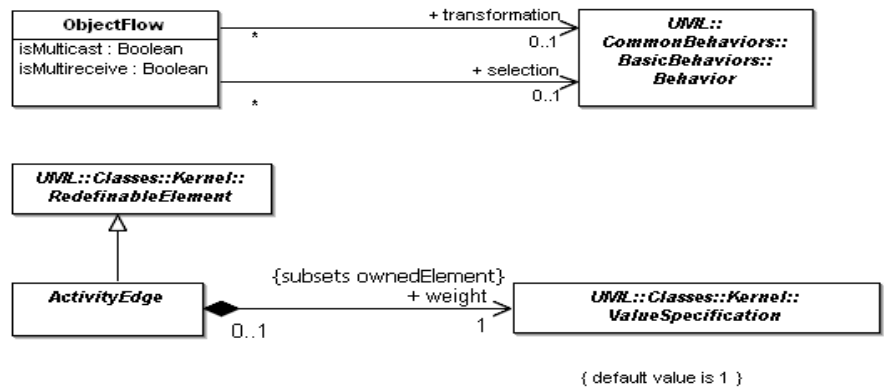 ObjectFlow
isMulticast : Boolean
isMultireceive : Boolean
+ transformation
*
0..1
+ selection
*
0..1
UML::
CommonBehaviors::
BasicBehaviors::
Behavior
UML::Classes::Kernel::
RedefinableElement
ActivityEdge
{subsets ownedElement}
+ weight
0..1
1
UML::Classes::Kernel::
ValueSpecification
{ default value is 1 }